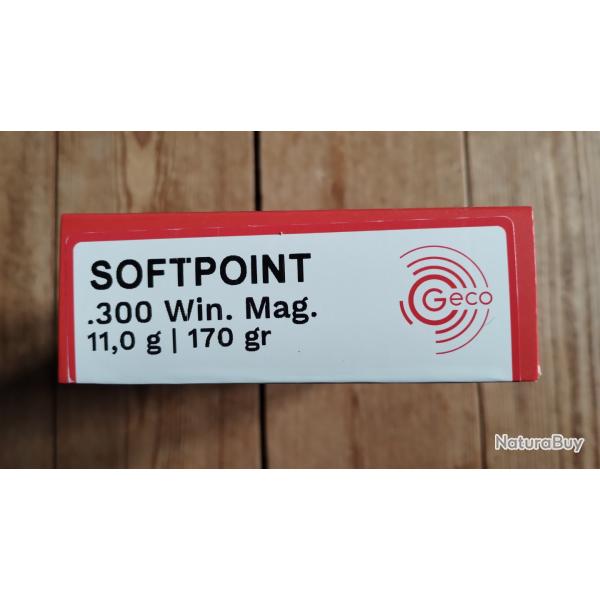 SOFTPOINT
.300 Win. Mag.
11,0 g | 170 gr
Geco
NaturaBuy